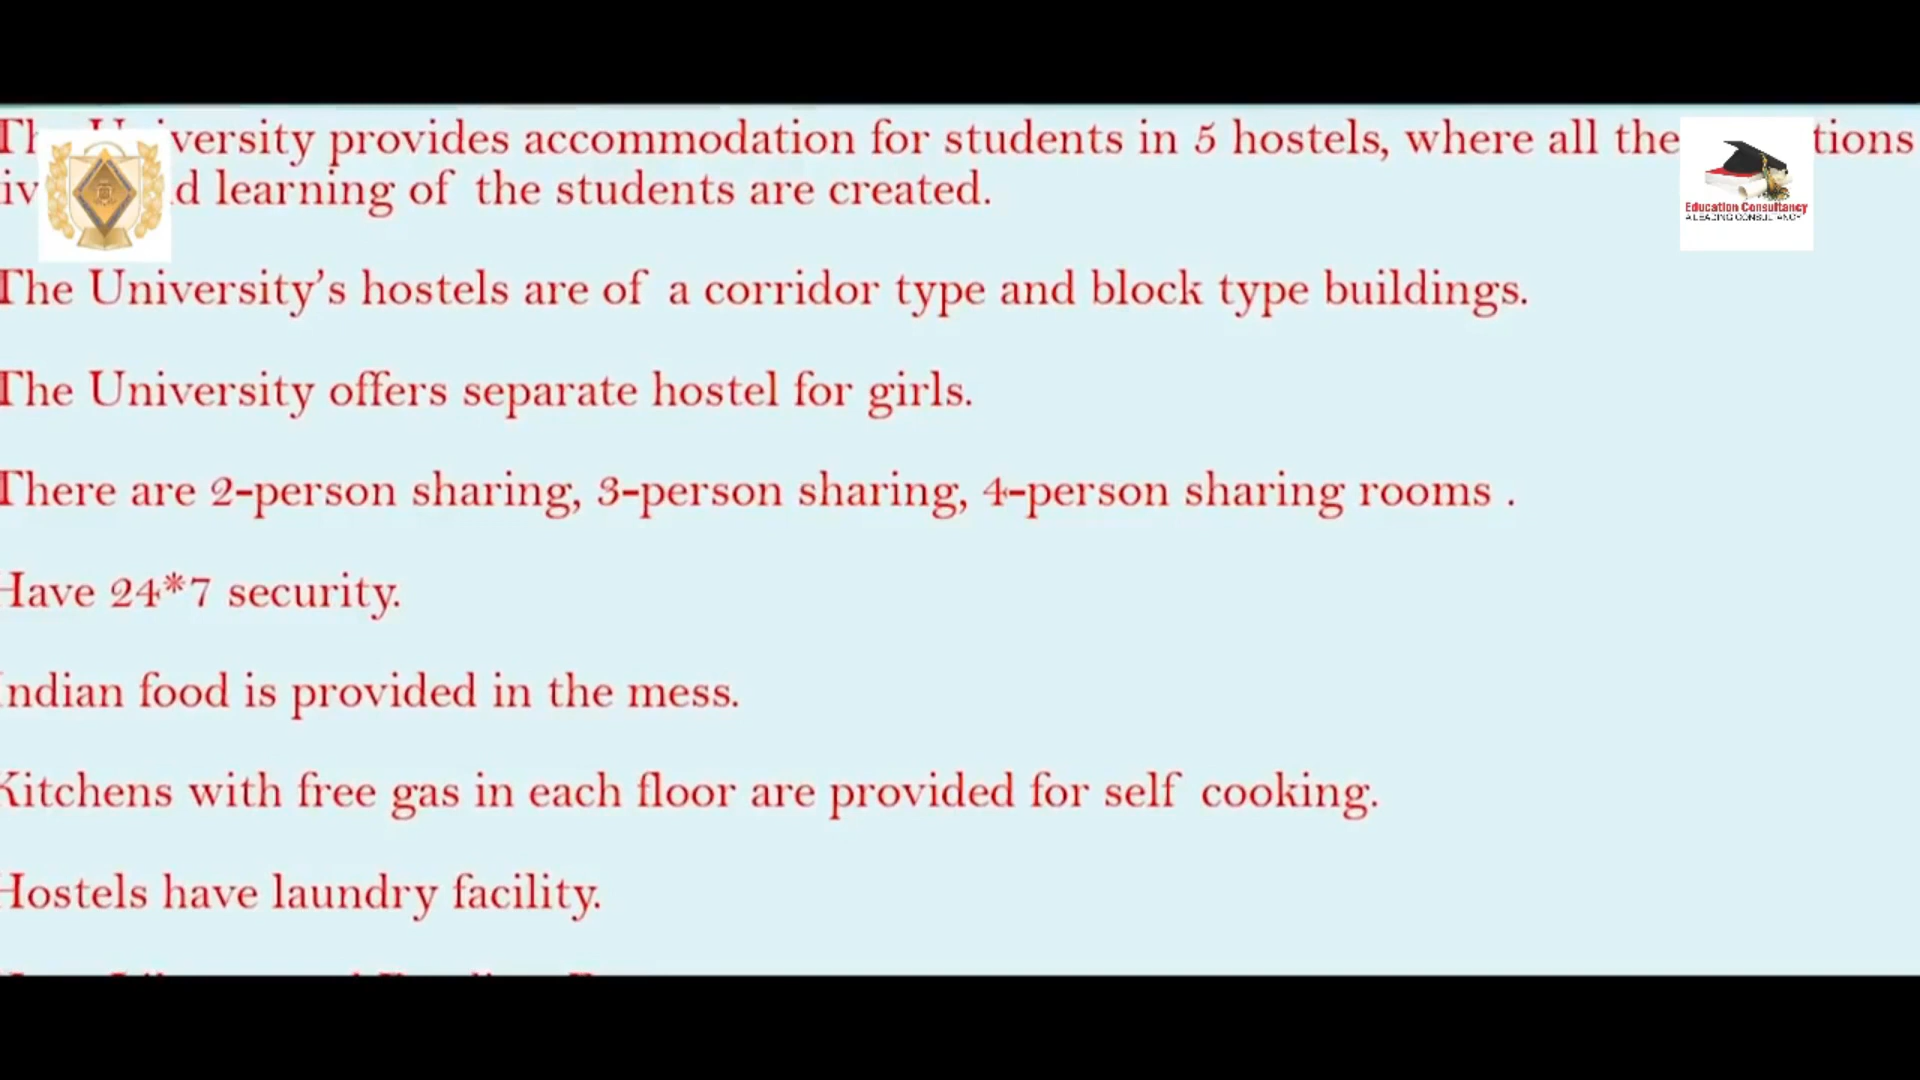 versity provides accommodation for students in 5 hostels, where all the tions
d learning of the students are created.
Education Consultancy
A LEADING CONSULTANCY
The University's hostels are of a corridor type and block type buildings.
The University offers separate hostel for girls.
There are 2-person sharing, 3-person sharing, 4-person sharing rooms .
Have 24*7 security.
Indian food is provided in the mess.
Kitchens with free gas in each floor are provided for self cooking.
Hostels have laundry facility.